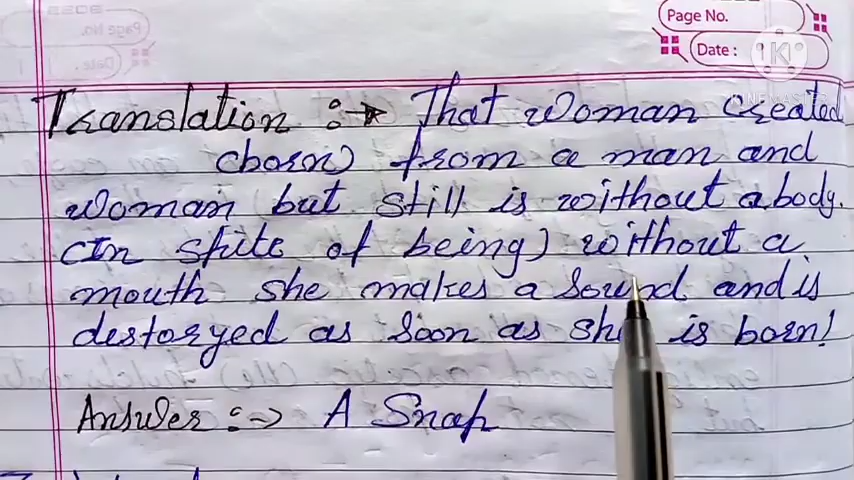 Page No.
Date :
KINEMASTER
Translation :→ That woman created
(born) from a man and
woman but still is without a body.
(In spite of being) without a
mouth she makes a sound and is
destoryed as soon as she is born!
Answer :→ A Snap